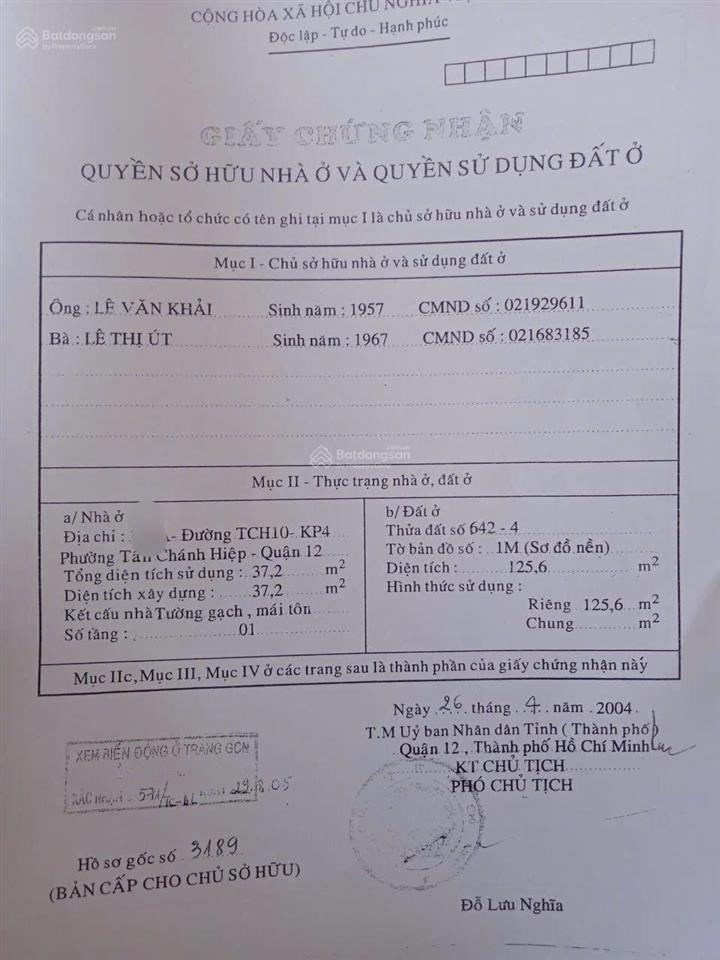 Batdongsan
by PropertyGuru
CỘNG HÒA XÃ HỘI CHỦ NGHĨA
Độc lập - Tự do - Hạnh phúc
GIẤY CHỨNG NHẬN
QUYỀN SỞ HỮU NHÀ Ở VÀ QUYỀN SỬ DỤNG ĐẤT Ở
Cá nhân hoặc tổ chức có tên ghi tại mục I là chủ sở hữu nhà ở và sử dụng đất ở
Mục I - Chủ sở hữu nhà ở và sử dụng đất ở
Ông : LÊ VĂN KHẢI Sinh năm : 1957 CMND số : 021929611
Bà : LÊ THỊ ÚT Sinh năm : 1967 CMND số : 021683185
Batdongsan
by PropertyGuru
Mục II - Thực trạng nhà ở, đất ở
a/ Nhà ở
Địa chỉ : - Đường TCH10- KP4
Phường Tân Chánh Hiệp - Quận 12
Tổng diện tích sử dụng : 37,2 m2
Diện tích xây dựng : 37,2 m2
Kết cấu nhà Tường gạch, mái tôn
Số tầng : 01
b/ Đất ở
Thửa đất số 642 - 4
Tờ bản đồ số : 1M (Sơ đồ nền)
Diện tích : 125,6 m2
Hình thức sử dụng :
Riêng 125,6 m2
Chung m2
Mục IIc, Mục III, Mục IV ở các trang sau là thành phần của giấy chứng nhận này
Ngày 26 tháng 4 năm 2004
T.M Uỷ ban Nhân dân Tỉnh ( Thành phố)
Quận 12, Thành phố Hồ Chí Minh
KT CHỦ TỊCH
PHÓ CHỦ TỊCH
XEM BIẾN ĐỘNG Ở TRANG GCN
29.8.05
Hồ sơ gốc số 3189
(BẢN CẤP CHO CHỦ SỞ HỮU)
Đỗ Lưu Nghĩa